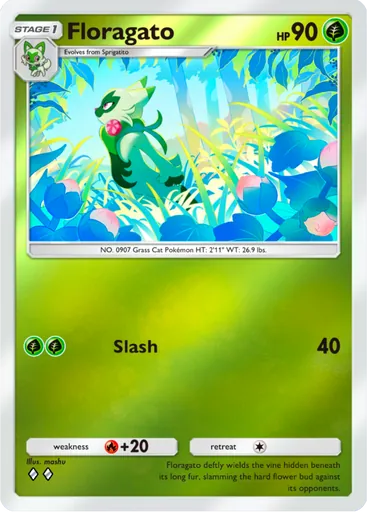 STAGE 1
Floragato
HP 90
Evolves from Sprigatito
NO. 0907 Grass Cat Pokémon HT: 2'11" WT: 26.9 lbs.
Slash 40
weakness +20 retreat
Illus. mashu
Floragato deftly wields the vine hidden beneath
its long fur, slamming the hard flower bud against
its opponents.